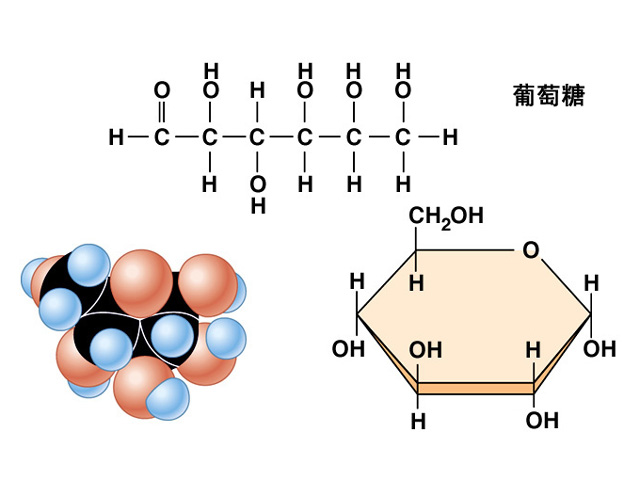 H H H H
O O H O O O 葡萄糖
H C C C C C C H
H O H H H
H
CH₂OH
O
H H H
OH OH H OH
H OH